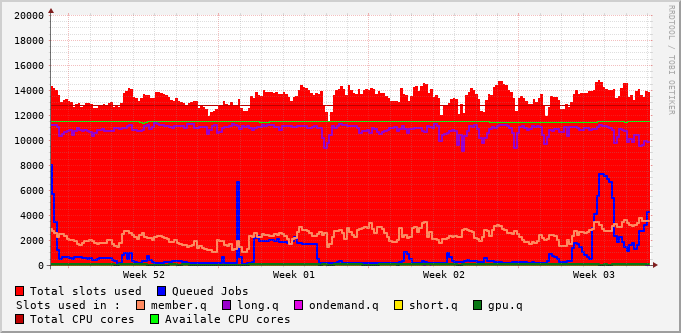 20000
18000
16000
14000
12000
10000
8000
6000
4000
2000
0
Week 52 Week 01 Week 02 Week 03
RRDTOOL / TOBI OETIKER
Total slots used Queued Jobs
Slots used in : member.q long.q ondemand.q short.q gpu.q
Total CPU cores Availale CPU cores